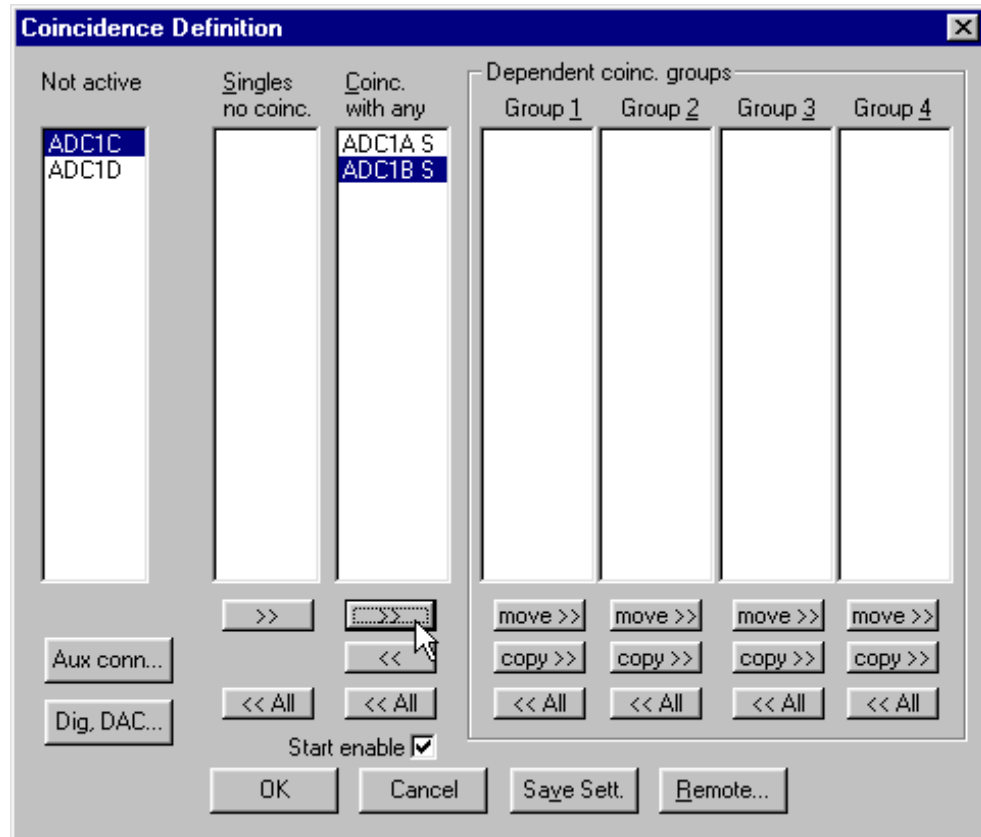 Coincidence Definition
Not active
Singles
no coinc.
Coinc.
with any
Dependent coinc. groups
Group 1
Group 2
Group 3
Group 4
ADC1C
ADC1D
ADC1A S
ADC1B S
>>
>>
move >>
move >>
move >>
move >>
<<
copy >>
copy >>
copy >>
copy >>
Aux conn...
<< All
<< All
<< All
<< All
<< All
<< All
Dig, DAC...
Start enable
OK
Cancel
Save Sett.
Remote...